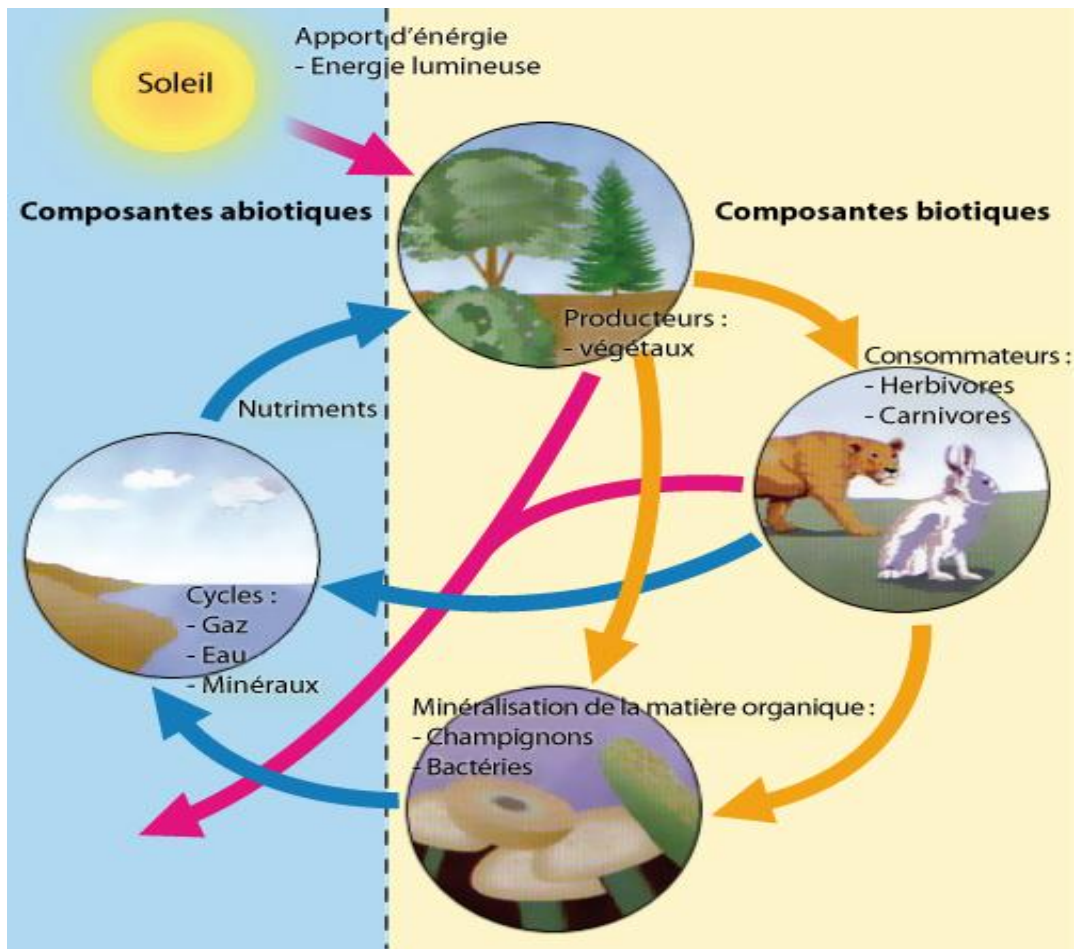 Apport d'énérgie
- Energie lumineuse
Soleil
Composantes abiotiques
Composantes biotiques
Producteurs :
- végétaux
Consommateurs :
- Herbivores
- Carnivores
Nutriments
Cycles :
- Gaz
- Eau
- Minéraux
Minéralisation de la matière organique :
- Champignons
- Bactéries